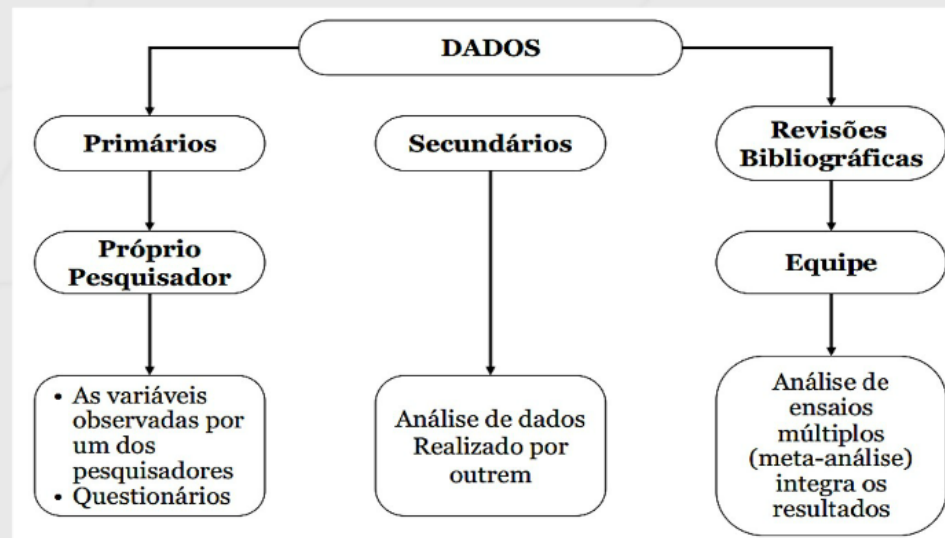 DADOS
Primários
Secundários
Revisões
Bibliográficas
Próprio
Pesquisador
Equipe
• As variáveis
observadas por
um dos
pesquisadores
• Questionários
Análise de dados
Realizado por
outrem
Análise de
ensaios
múltiplos
(meta-análise)
integra os
resultados